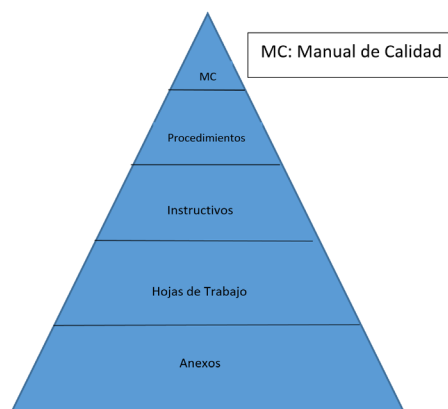 MC: Manual de Calidad
MC
Procedimientos
Instructivos
Hojas de Trabajo
Anexos